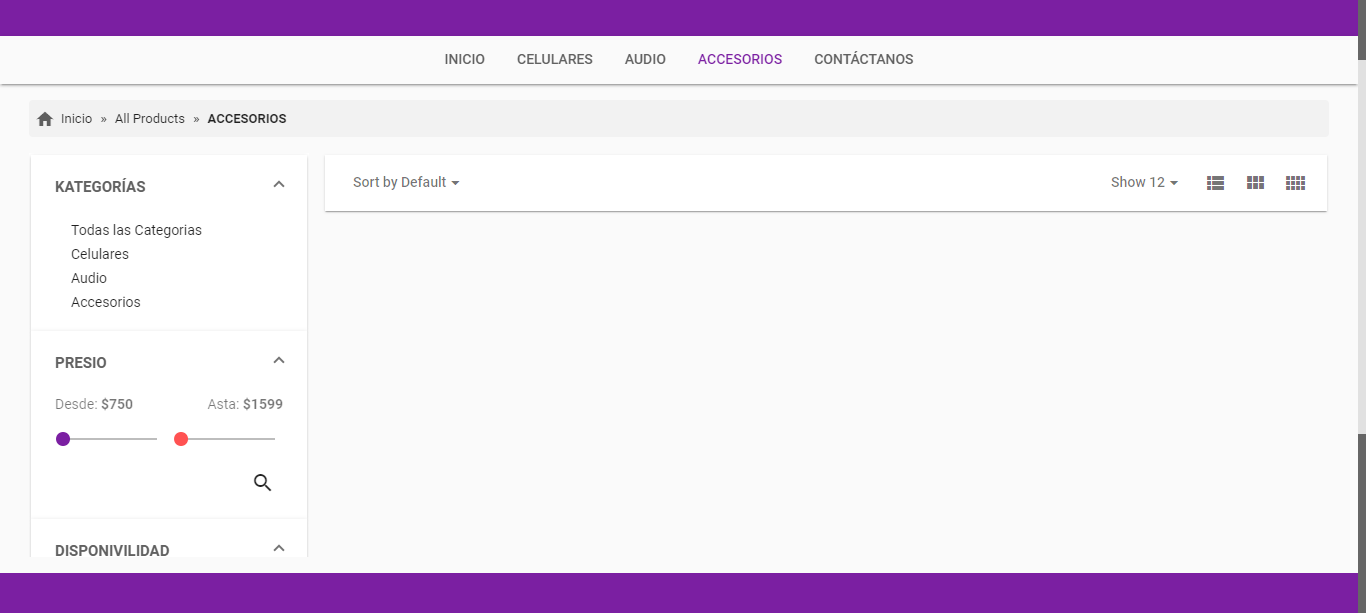 INICIO CELULARES AUDIO ACCESORIOS CONTÁCTANOS
Inicio » All Products » ACCESORIOS
KATEGORÍAS
Todas las Categorias
Celulares
Audio
Accesorios
PRESIO
Desde: $750 Asta: $1599
DISPONIVILIDAD
Sort by Default Show 12